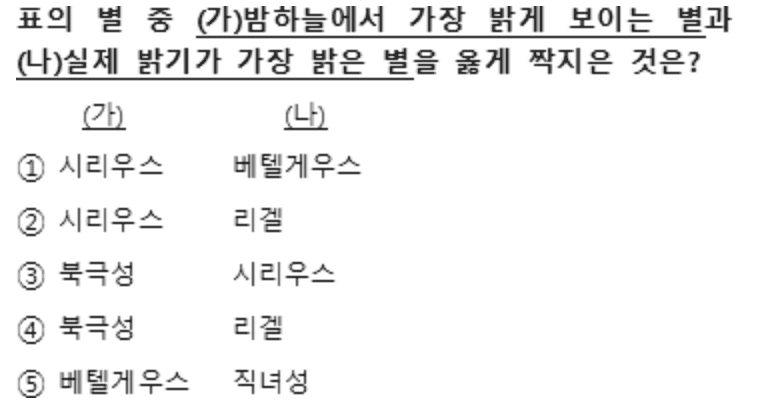 표의 별 중 (가)밤하늘에서 가장 밝게 보이는 별과
(나)실제 밝기가 가장 밝은 별을 옳게 짝지은 것은?
(가) (나)
① 시리우스 베텔게우스
② 시리우스 리겔
③ 북극성 시리우스
④ 북극성 리겔
⑤ 베텔게우스 직녀성